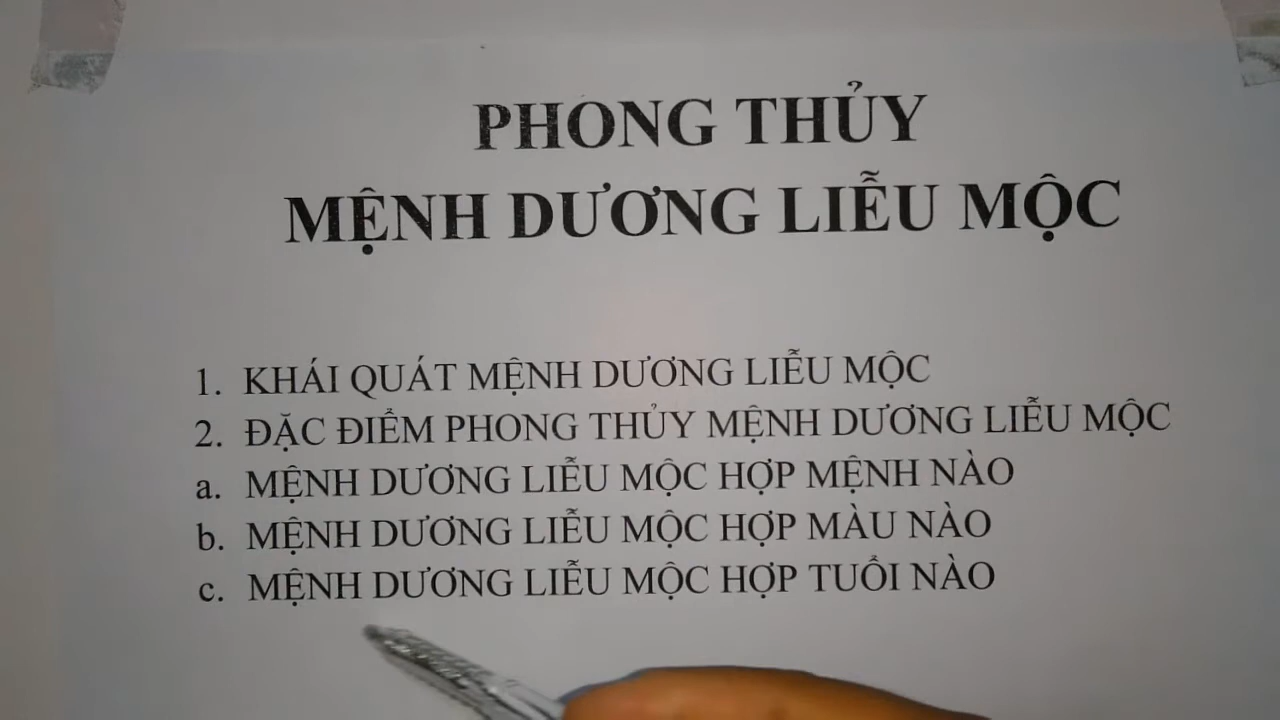 PHONG THỦY
MỆNH DƯƠNG LIỄU MỘC
1. KHÁI QUÁT MỆNH DƯƠNG LIỄU MỘC
2. ĐẶC ĐIỂM PHONG THỦY MỆNH DƯƠNG LIỄU MỘC
a. MỆNH DƯƠNG LIỄU MỘC HỢP MỆNH NÀO
b. MỆNH DƯƠNG LIỄU MỘC HỢP MÀU NÀO
c. MỆNH DƯƠNG LIỄU MỘC HỢP TUỔI NÀO